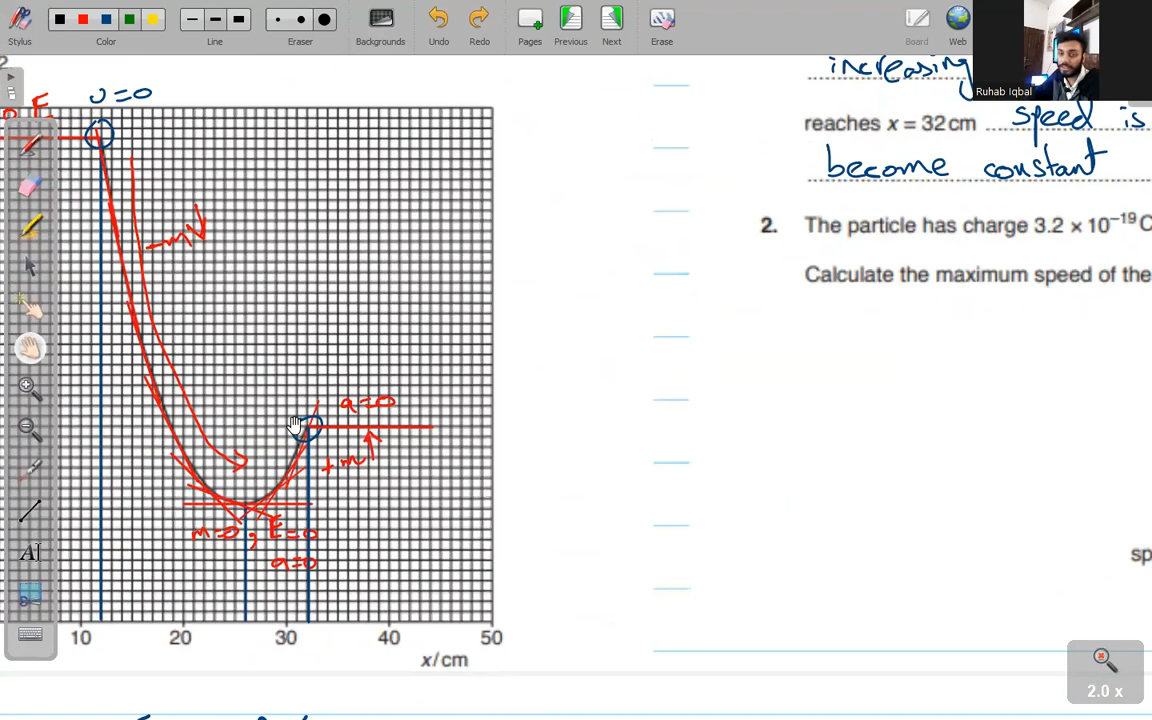 Stylus
Color
Line
Eraser
Backgrounds
Undo
Redo
Pages
Previous
Next
Erase
Board
Web
Ruhab Iqbal
increasing
reaches x = 32 cm speed is
become constant
2. The particle has charge 3.2 × 10⁻¹⁹ C
Calculate the maximum speed of the
sp
E
U=0
-m↓
a=0
+m
m=0; E=0
a=0
10 20 30 40 50
x/cm
2.0 x